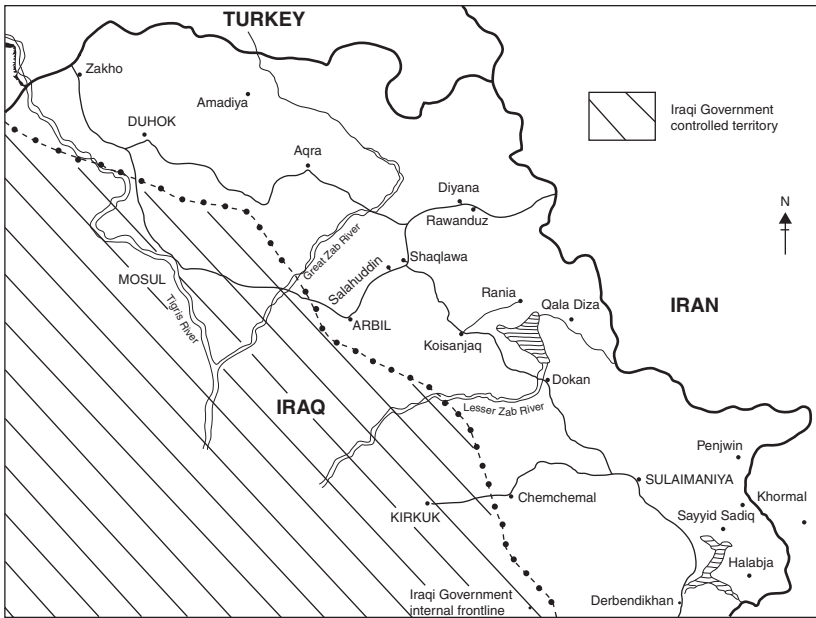 TURKEY
Zakho
Amadiya
DUHOK
Iraqi Government
controlled territory
Aqra
Diyana
Rawanduz
N
Great Zab River
Shaqlawa
Salahuddin
MOSUL
Tigris River
Rania
Qala Diza
IRAN
ARBIL
Koisanjaq
Dokan
IRAQ
Lesser Zab River
Penjwin
SULAIMANIYA
Khormal
Chemchemal
KIRKUK
Sayyid Sadiq
Halabja
Iraqi Government
internal frontline
Derbendikhan